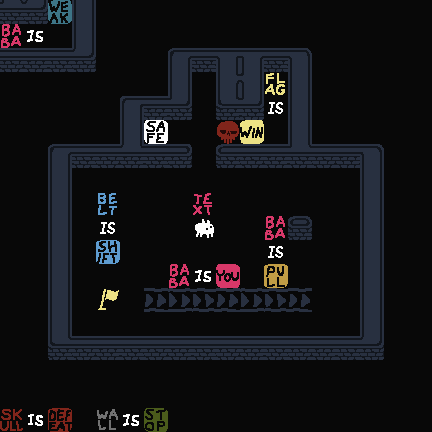 WEAK
BABA IS
FLAG
IS
SAFE WIN
BELT TEXT
IS BABA
SHIFT IS
BABA IS YOU PULL
SKULL IS DEFEAT WALL IS STOP